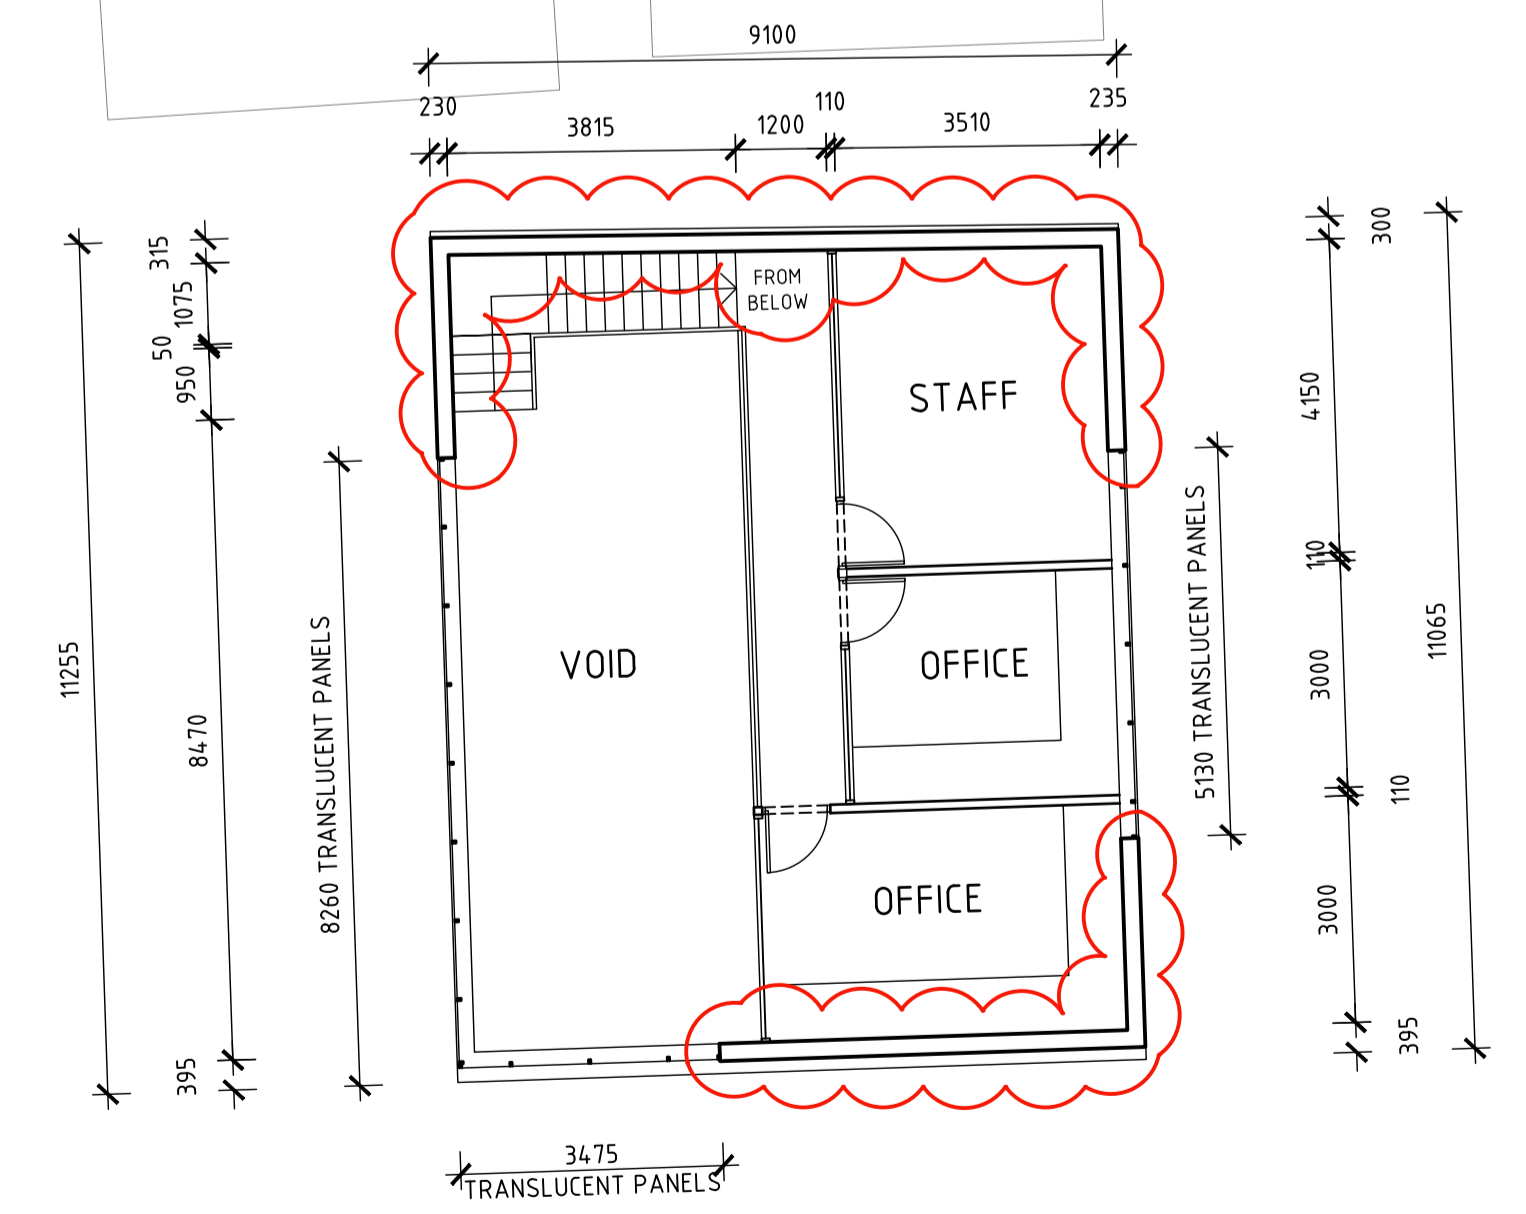 9100
230
3815
1200
110
3510
235
315
1075
50
950
8470
395
11255
8260 TRANSLUCENT PANELS
FROM
BELOW
STAFF
VOID
OFFICE
OFFICE
5130 TRANSLUCENT PANELS
300
4150
110
3000
110
3000
395
11065
3475
TRANSLUCENT PANELS